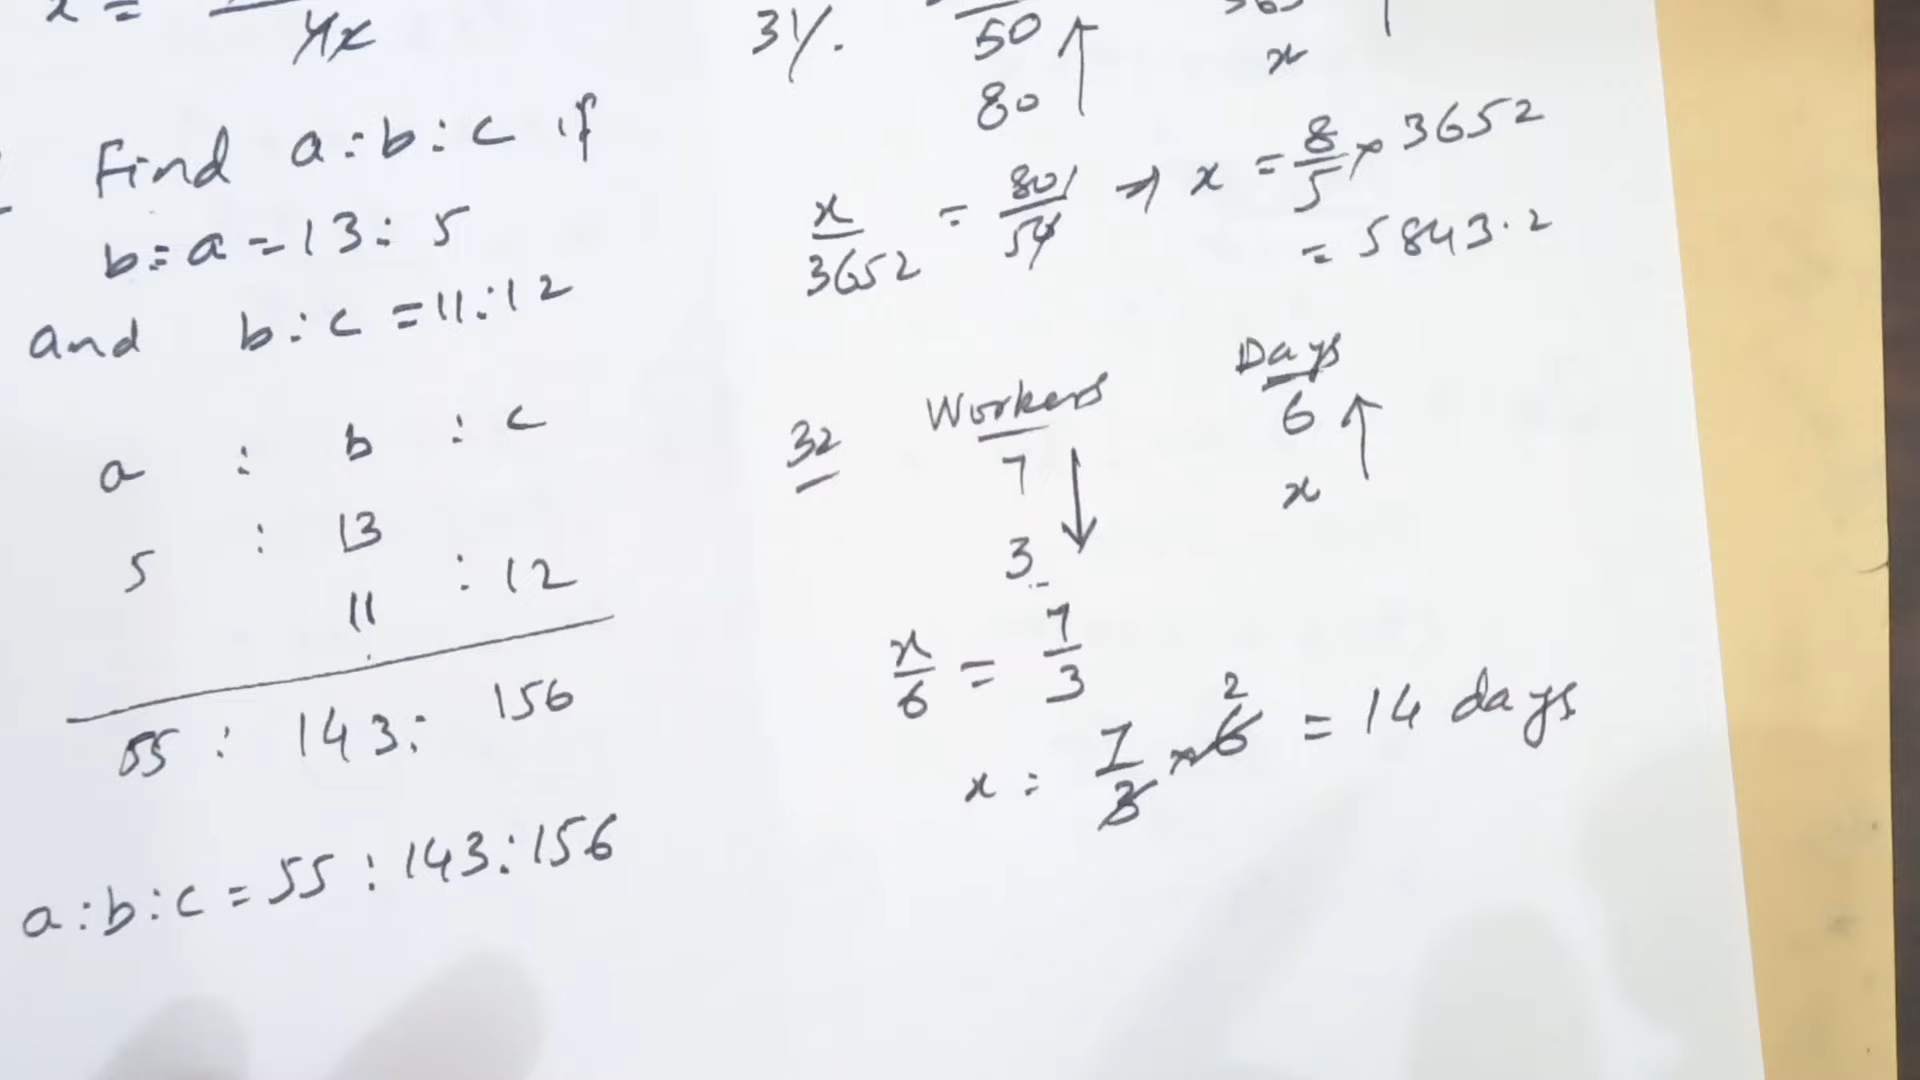 4x
Find a:b:c if
b:a = 13:5
and b:c = 11:12
a : b : c
5 : 13
11 : 12
55 : 143 : 156
a:b:c = 55:143:156
31/.
50
80
x
x/3652 = 80/50 → x = 8/5 × 3652
= 5843.2
32 Workers Days
7 6
3 x
x/6 = 7/3
x = 7/3 × 6 2 = 14 days